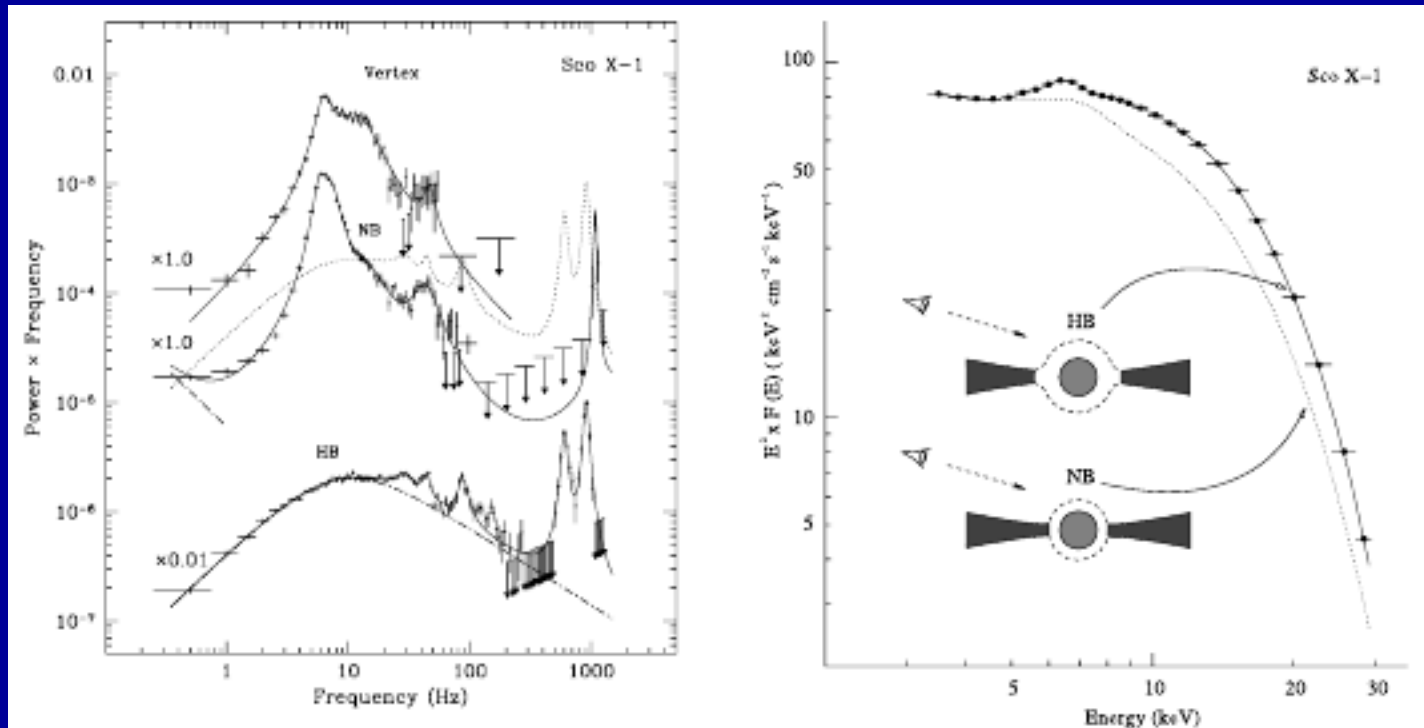 Sco X-1
Vertex
0.01
10⁻³
NB
×1.0
10⁻⁴
×1.0
10⁻⁵
HB
10⁻⁶
×0.01
10⁻⁷
Power × Frequency
1 10 100 1000
Frequency (Hz)
100
Sco X-1
50
HB
10
NB
5
E² x F(E) ( keV² cm⁻² s⁻¹ keV⁻¹ )
5 10 20 30
Energy (keV)